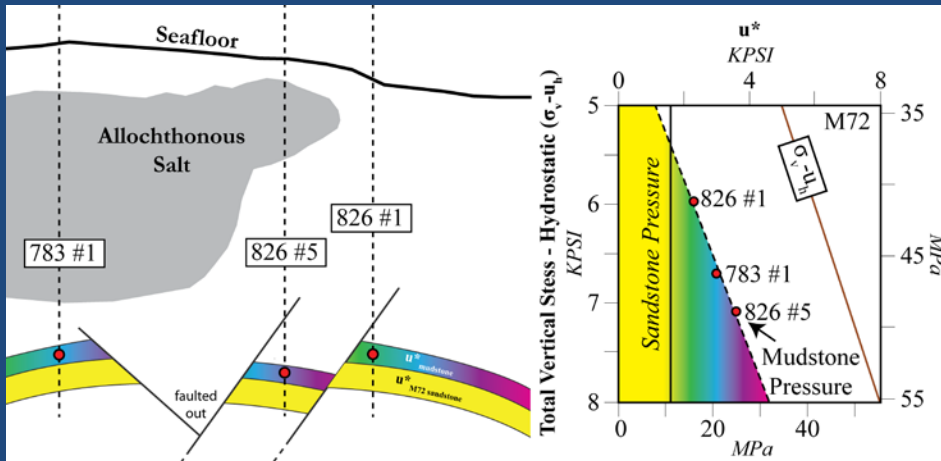 Seafloor
Allochthonous
Salt
783 #1
826 #5
826 #1
faulted
out
u* mudstone
u* M72 sandstone
u*
KPSI
0
4
8
Total Vertical Stess - Hydrostatic (σv-uh)
KPSI
5
6
7
8
M72
σv-uh
Sandstone Pressure
826 #1
783 #1
826 #5
Mudstone
Pressure
35
45
55
MPa
0
20
40
MPa